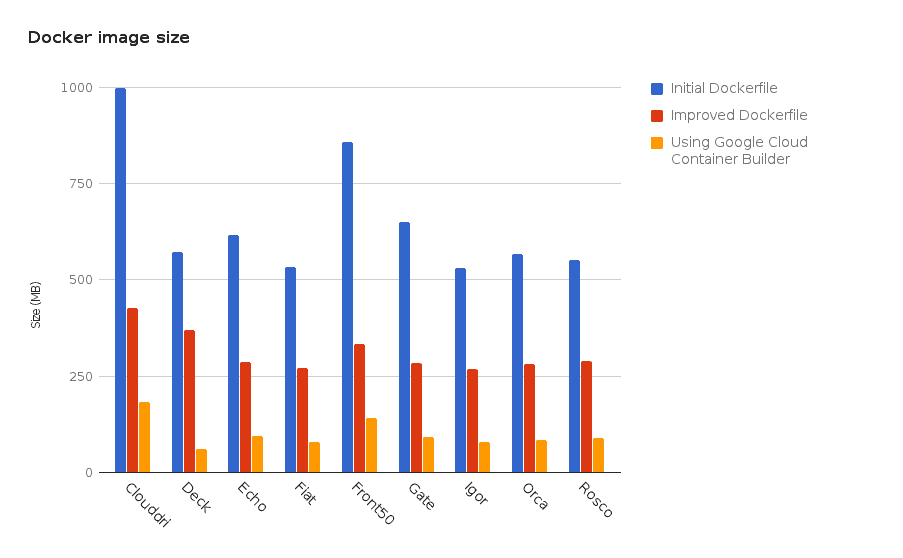 Docker image size
1000
750
500
250
0
Size (MB)
Clouddri
Deck
Echo
Fiat
Front50
Gate
Igor
Orca
Rosco
Initial Dockerfile
Improved Dockerfile
Using Google Cloud
Container Builder